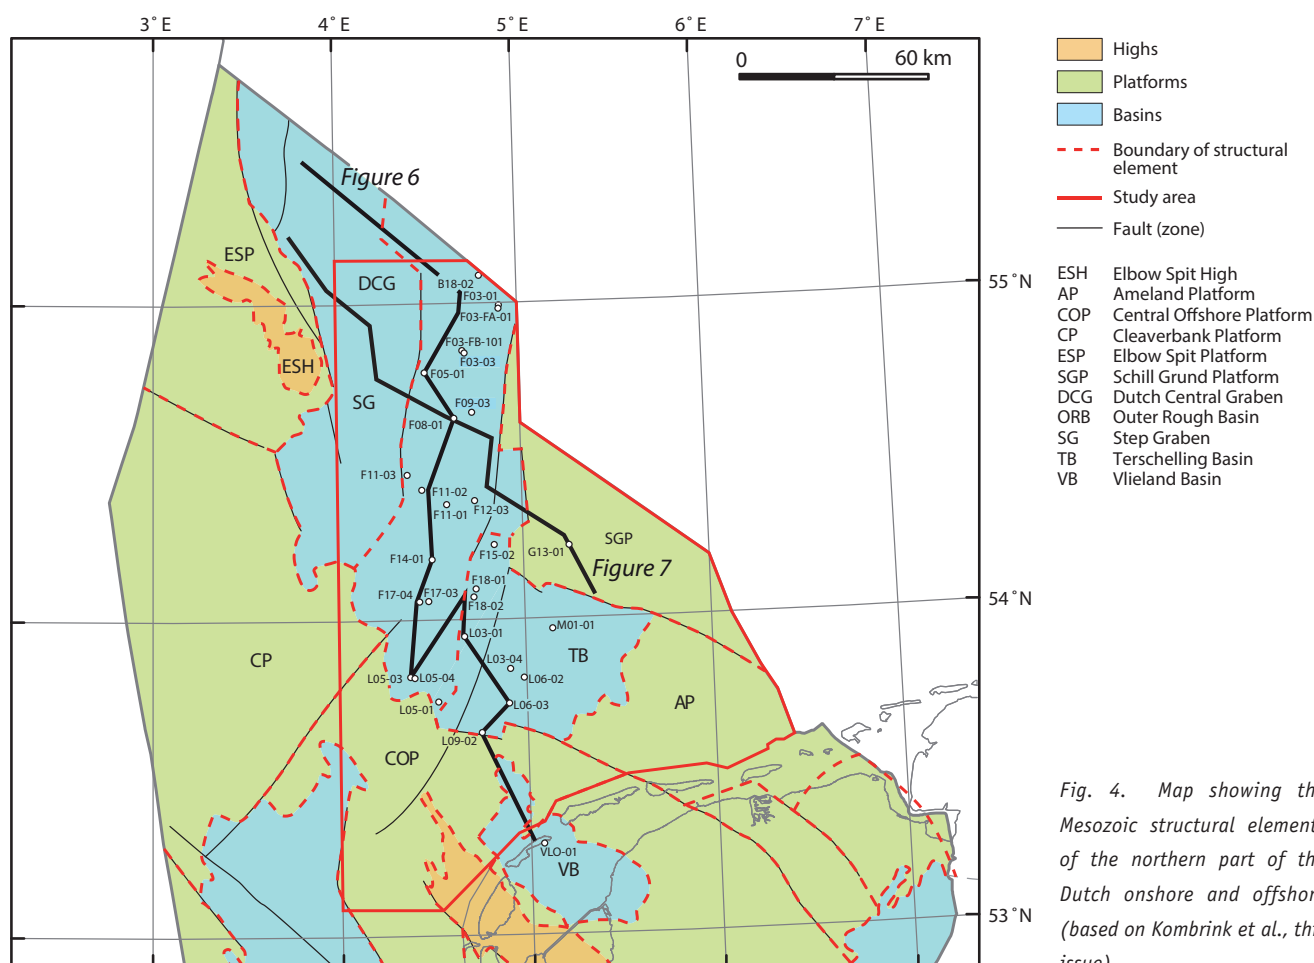 3° E
4° E
5° E
6° E
7° E
0
60 km
Figure 6
ESP
DCG
B18-02
F03-01
F03-FA-01
F03-FB-101
F03-03
ESH
F05-01
SG
F09-03
F08-01
F11-03
F11-02
F11-01
F12-03
SGP
F15-02
G13-01
F14-01
Figure 7
F18-01
F17-04
F17-03
F18-02
L03-01
M01-01
CP
L03-04
TB
L05-03
L05-04
L06-02
L05-01
L06-03
AP
L09-02
COP
VLO-01
VB
55° N
54° N
53° N
Highs
Platforms
Basins
Boundary of structural
element
Study area
Fault (zone)
ESH Elbow Spit High
AP Ameland Platform
COP Central Offshore Platform
CP Cleaverbank Platform
ESP Elbow Spit Platform
SGP Schill Grund Platform
DCG Dutch Central Graben
ORB Outer Rough Basin
SG Step Graben
TB Terschelling Basin
VB Vlieland Basin
Fig. 4. Map showing th
Mesozoic structural element
of the northern part of th
Dutch onshore and offshor
(based on Kombrink et al., thi
issue)